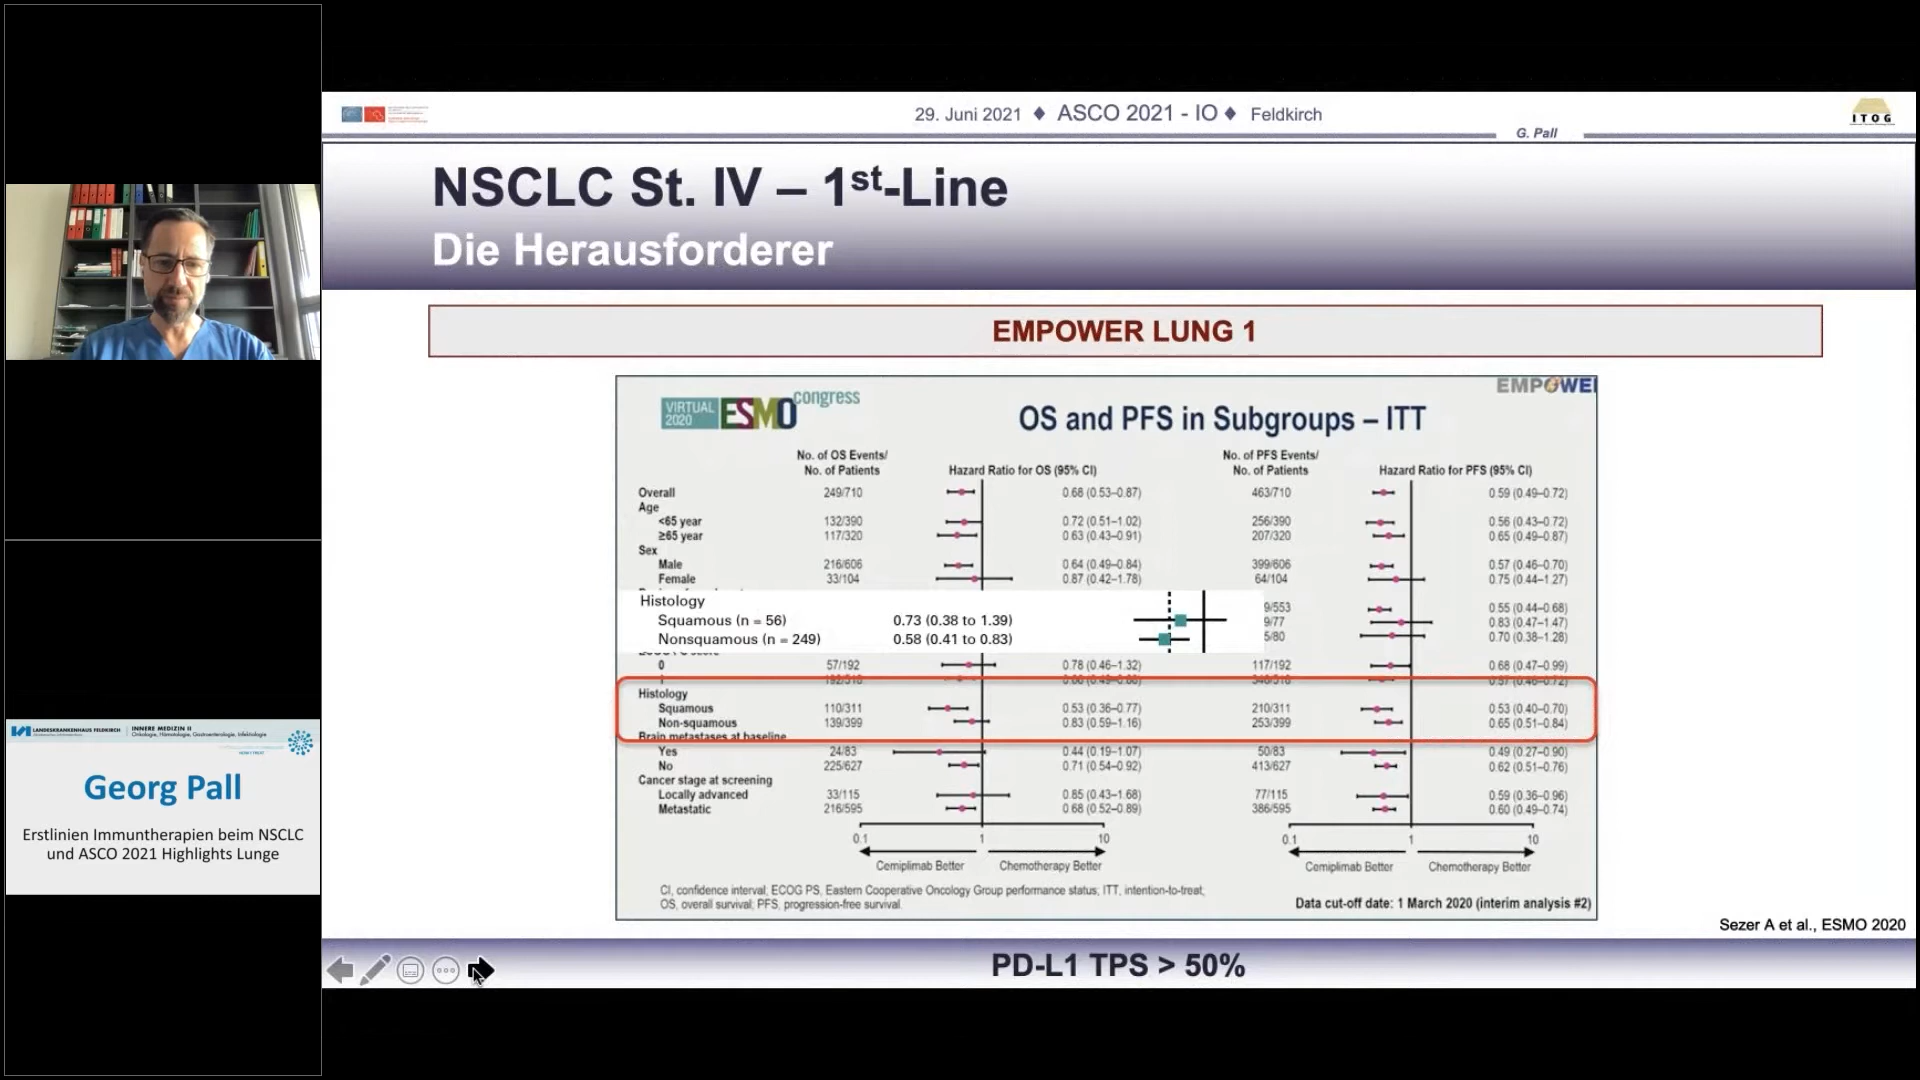 29. Juni 2021 ♦ ASCO 2021 - IO ♦ Feldkirch
G. Pall
ITOG
NSCLC St. IV – 1st-Line
Die Herausforderer
EMPOWER LUNG 1
VIRTUAL 2020 ESMO congress
EMPOWE
OS and PFS in Subgroups – ITT
No. of OS Events/ No. of PFS Events/
No. of Patients Hazard Ratio for OS (95% CI) No. of Patients Hazard Ratio for PFS (95% CI)
Overall 249/710 0.68 (0.53–0.87) 463/710 0.59 (0.49–0.72)
Age
<65 year 132/390 0.72 (0.51–1.02) 256/390 0.56 (0.43–0.72)
≥65 year 117/320 0.63 (0.43–0.91) 207/320 0.65 (0.49–0.87)
Sex
Male 216/606 0.64 (0.49–0.84) 399/606 0.57 (0.46–0.70)
Female 33/104 0.87 (0.42–1.78) 64/104 0.75 (0.44–1.27)
Histology
9/553 0.55 (0.44–0.68)
Squamous (n = 56) 0.73 (0.38 to 1.39)
9/77 0.83 (0.47–1.47)
Nonsquamous (n = 249) 0.58 (0.41 to 0.83)
5/80 0.70 (0.38–1.28)
0 57/192 0.78 (0.46–1.32) 117/192 0.68 (0.47–0.99)
Histology
Squamous 110/311 0.53 (0.36–0.77) 210/311 0.53 (0.40–0.70)
Non-squamous 139/399 0.83 (0.59–1.16) 253/399 0.65 (0.51–0.84)
Brain metastases at baseline
Yes 24/83 0.44 (0.19–1.07) 50/83 0.49 (0.27–0.90)
No 225/627 0.71 (0.54–0.92) 413/627 0.62 (0.51–0.76)
Cancer stage at screening
Locally advanced 33/115 0.85 (0.43–1.68) 77/115 0.59 (0.36–0.96)
Metastatic 216/595 0.68 (0.52–0.89) 386/595 0.60 (0.49–0.74)
0.1 1 10 0.1 1 10
Cemiplimab Better Chemotherapy Better Cemiplimab Better Chemotherapy Better
CI, confidence interval; ECOG PS, Eastern Cooperative Oncology Group performance status; ITT, intention-to-treat;
OS, overall survival; PFS, progression-free survival.
Data cut-off date: 1 March 2020 (interim analysis #2)
Sezer A et al., ESMO 2020
PD-L1 TPS > 50%
LANDESKRANKENHAUS FELDKIRCH
INNERE MEDIZIN II
Onkologie, Hämatologie, Gastroenterologie, Infektiologie
Georg Pall
Erstlinien Immuntherapien beim NSCLC
und ASCO 2021 Highlights Lunge